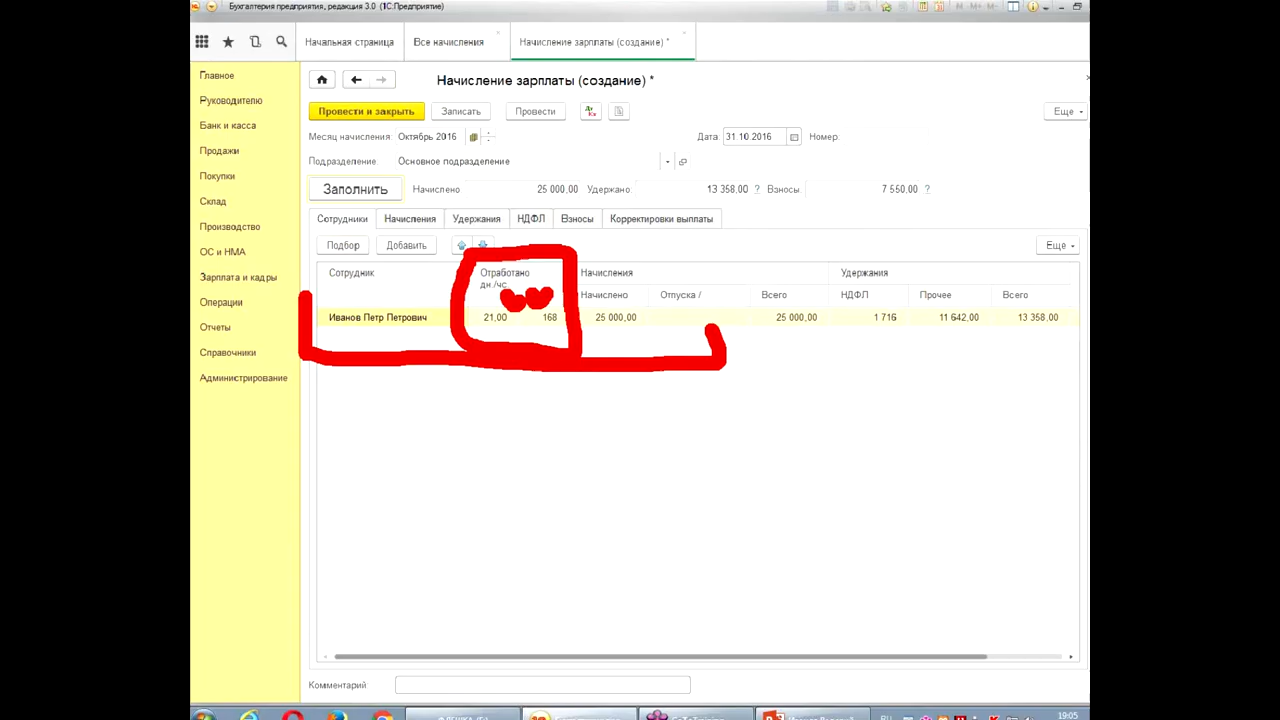 Бухгалтерия предприятия, редакция 3.0 (1С:Предприятие)
Начальная страница
Все начисления
Начисление зарплаты (создание) *
Главное
Руководителю
Банк и касса
Продажи
Покупки
Склад
Производство
ОС и НМА
Зарплата и кадры
Операции
Отчеты
Справочники
Администрирование
Начисление зарплаты (создание) *
Провести и закрыть Записать Провести Еще
Месяц начисления: Октябрь 2016 Дата: 31.10.2016 Номер:
Подразделение: Основное подразделение
Заполнить Начислено: 25 000,00 Удержано: 13 358,00 ? Взносы: 7 550,00 ?
Сотрудники Начисления Удержания НДФЛ Взносы Корректировки выплаты
Подбор Добавить Еще
Сотрудник Отработано дн./чс Начисления Удержания
Начислено Отпуска / Всего НДФЛ Прочее Всего
Иванов Петр Петрович 21,00 168 25 000,00 25 000,00 1 716 11 642,00 13 358,00
Комментарий:
RU 19:05